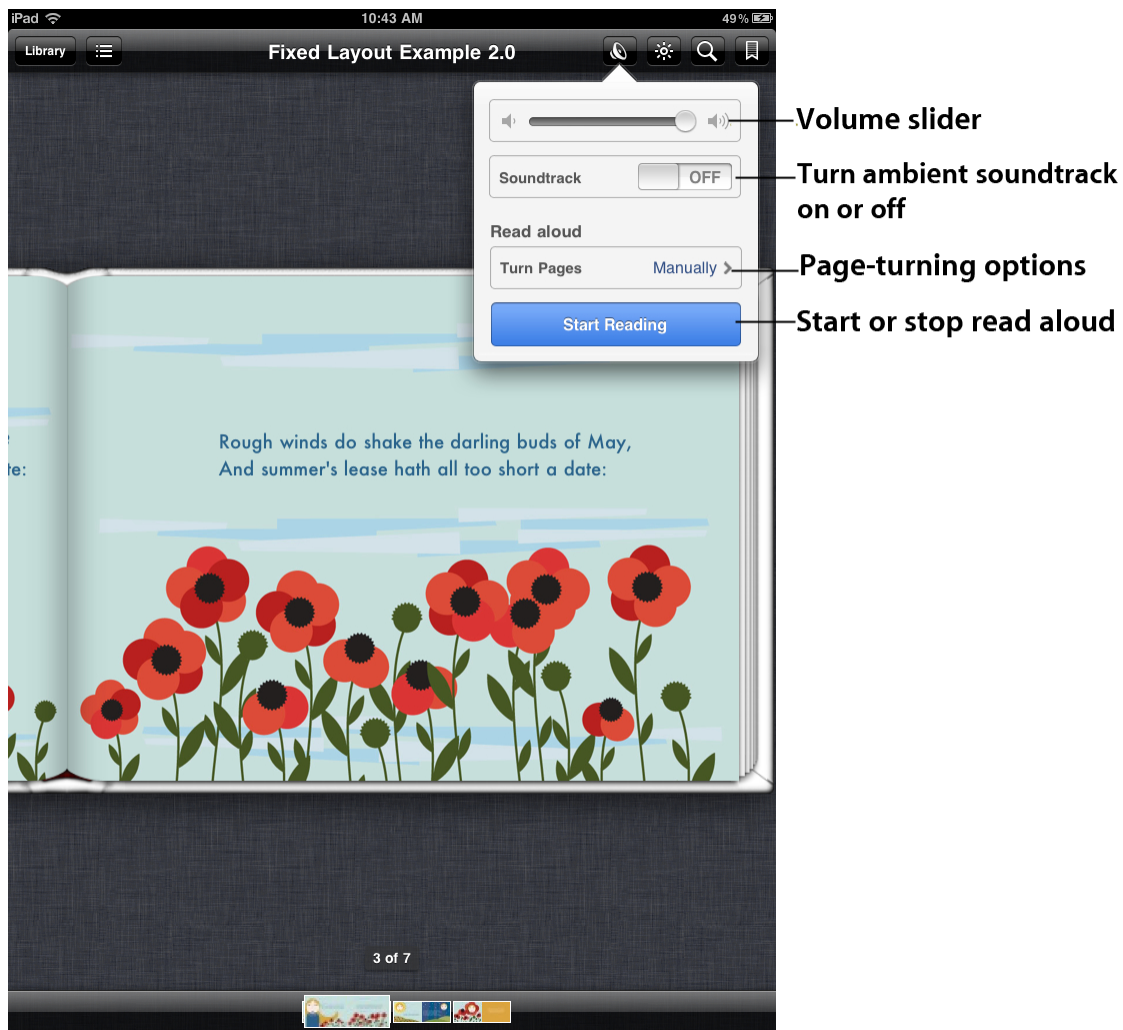 iPad 10:43 AM 49%
Library Fixed Layout Example 2.0
Volume slider
Soundtrack OFF
Turn ambient soundtrack
on or off
Read aloud
Turn Pages Manually
Page-turning options
Start Reading
Start or stop read aloud
te:
Rough winds do shake the darling buds of May,
And summer's lease hath all too short a date:
3 of 7